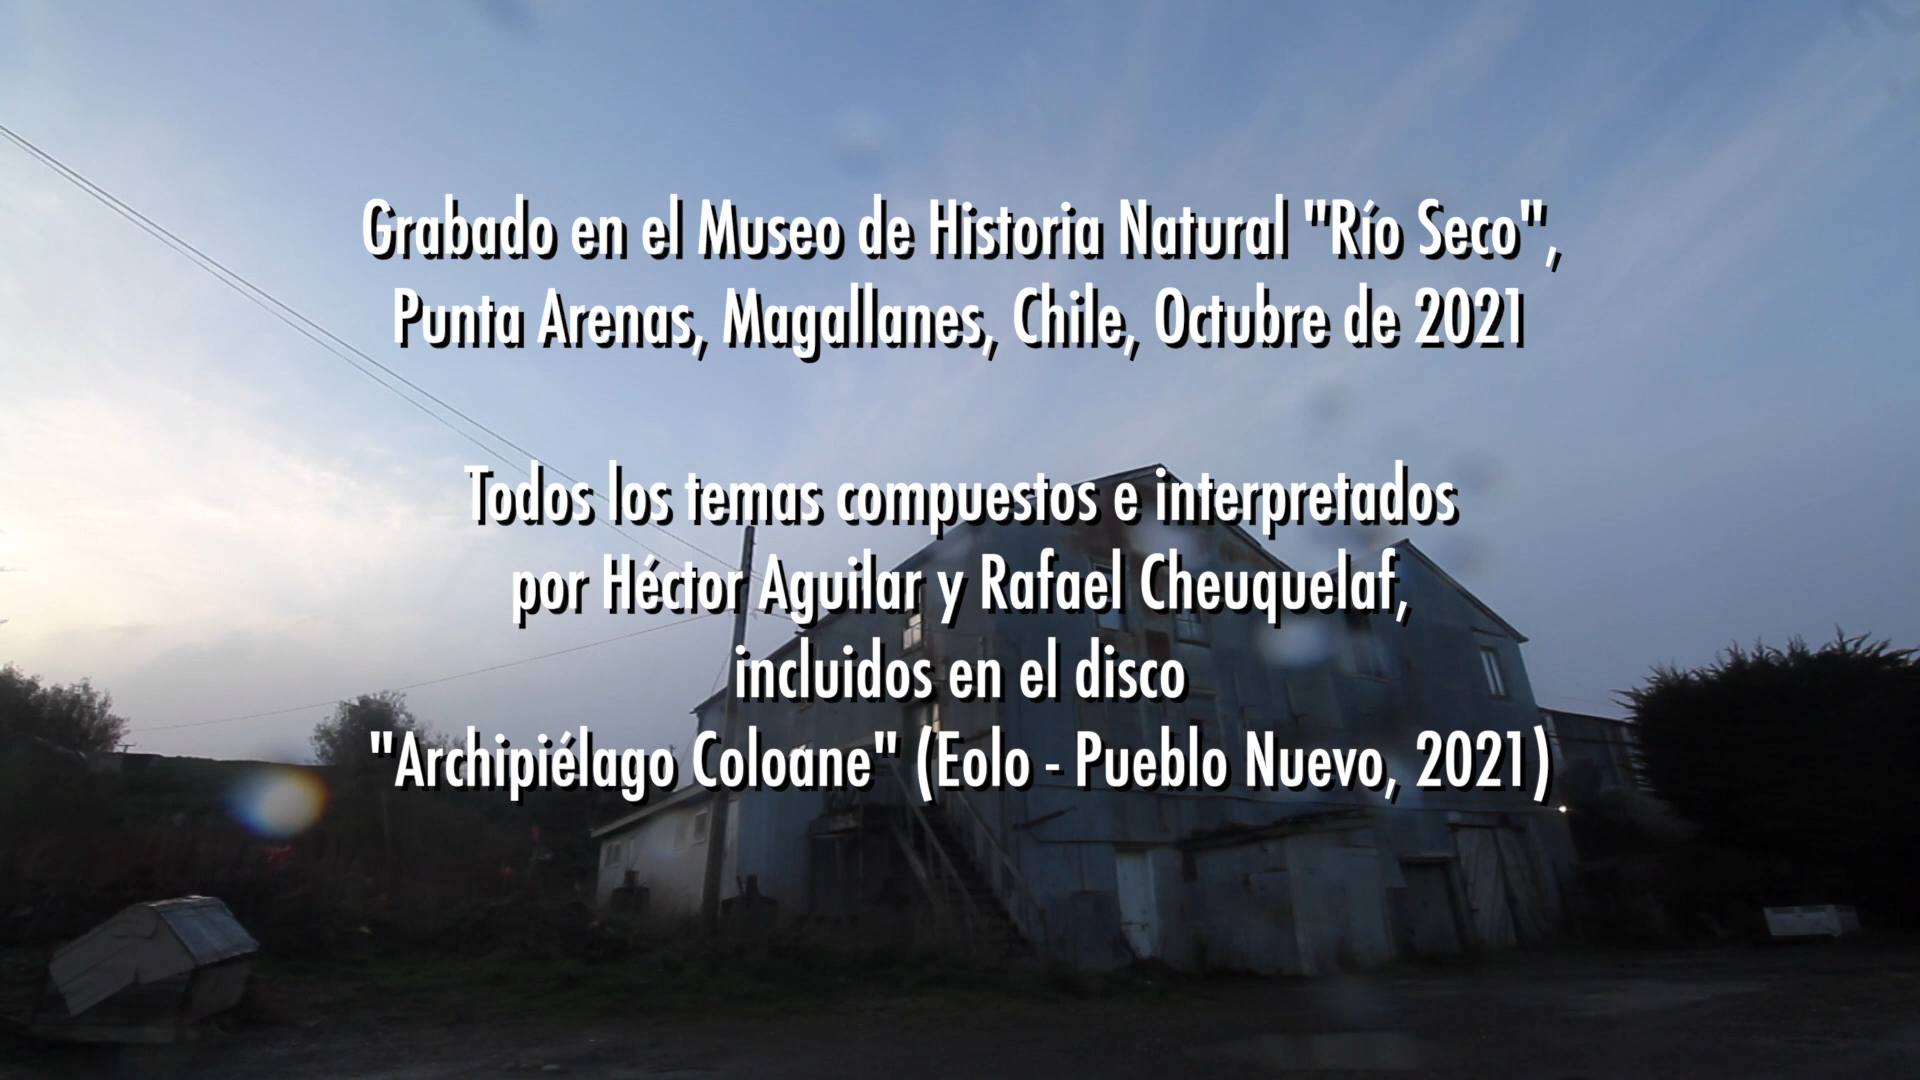 Grabado en el Museo de Historia Natural "Río Seco",
Punta Arenas, Magallanes, Chile, Octubre de 2021
Todos los temas compuestos e interpretados
por Héctor Aguilar y Rafael Cheuquelaf,
incluidos en el disco
"Archipiélago Coloane" (Eolo - Pueblo Nuevo, 2021)